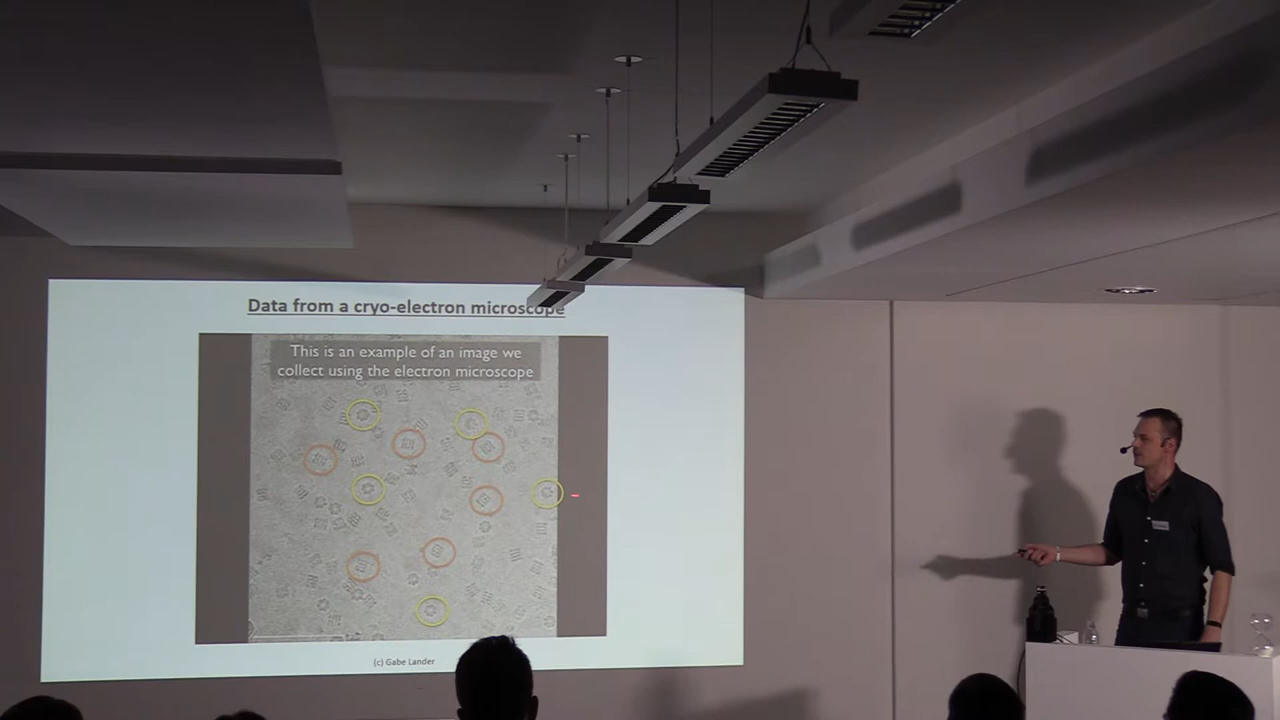 Data from a cryo-electron microscope
This is an example of an image we
collect using the electron microscope
(c) Gabe Lander